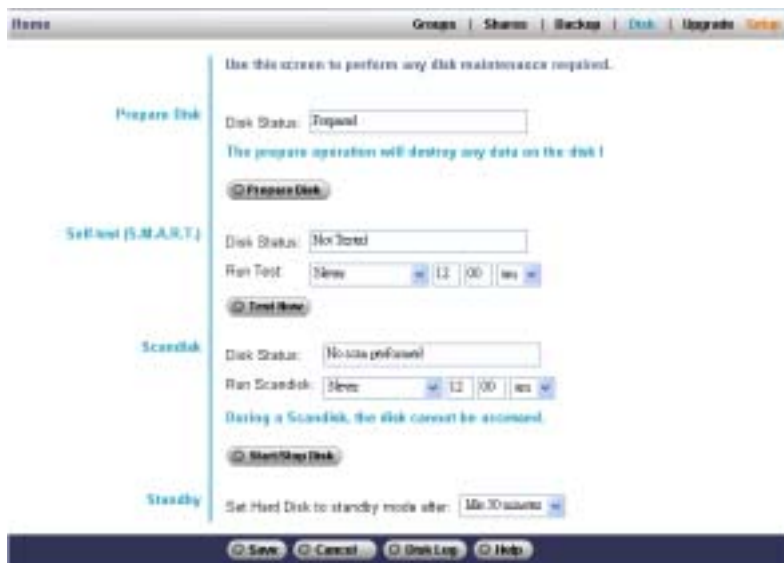 Home Groups | Shares | Backup | Disk | Upgrade Setup
Use this screen to perform any disk maintenance required.
Prepare Disk
Disk Status: Prepared
The prepare operation will destroy any data on the disk !
Prepare Disk
Self-test (S.M.A.R.T.)
Disk Status: Not Tested
Run Test: Never 12 00 am
Test Now
Scandisk
Disk Status: No scan performed
Run Scandisk: Never 12 00 am
During a Scandisk, the disk cannot be accessed.
Start/Stop Disk
Standby
Set Hard Disk to standby mode after: Idle 30 minutes
Save Cancel Disk Log Help